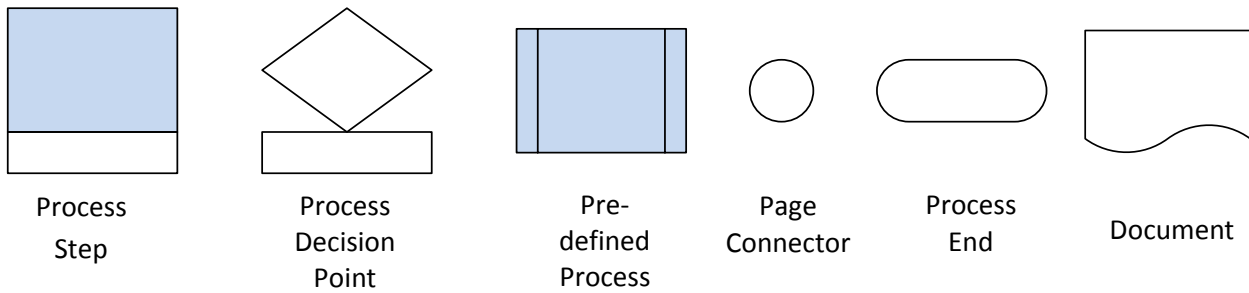 Process
Step
Process
Decision
Point
Pre-
defined
Process
Page
Connector
Process
End
Document